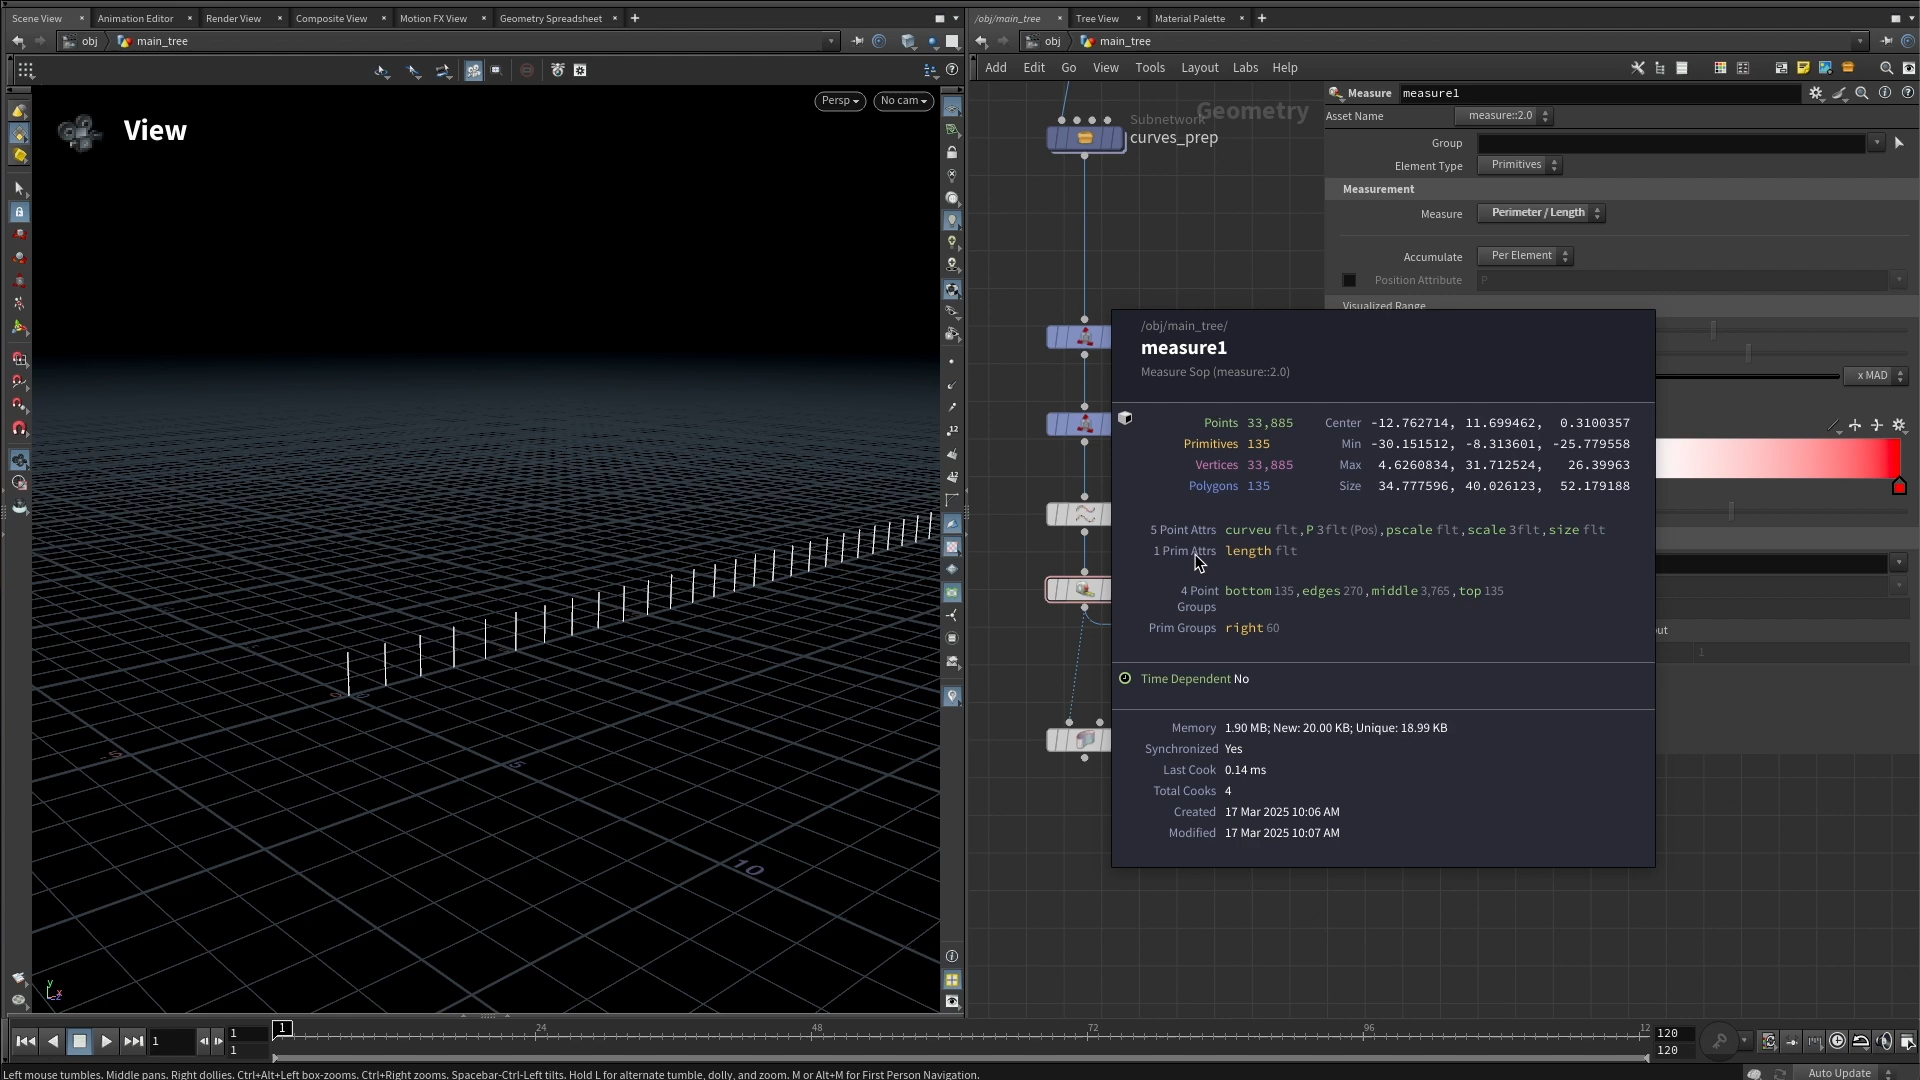 Scene View
Animation Editor
Render View
Composite View
Motion FX View
Geometry Spreadsheet
/obj/main_tree
Tree View
Material Palette
obj
main_tree
obj
main_tree
Add
Edit
Go
View
Tools
Layout
Labs
Help
Persp
No cam
View
Subnetwork
Geometry
curves_prep
Measure
measure1
Asset Name
measure::2.0
Group
Element Type
Primitives
Measurement
Measure
Perimeter / Length
Accumulate
Per Element
Position Attribute
P
Visualized Range
x MAD
ut
1
/obj/main_tree/
measure1
Measure Sop (measure::2.0)
Points 33,885 Center -12.762714, 11.699462, 0.3100357
Primitives 135 Min -30.151512, -8.313601, -25.779558
Vertices 33,885 Max 4.6260834, 31.712524, 26.39963
Polygons 135 Size 34.777596, 40.026123, 52.179188
5 Point Attrs curveu flt,P 3flt(Pos),pscale flt,scale 3flt,size flt
1 Prim Attrs length flt
4 Point bottom 135,edges 270,middle 3,765,top 135
Groups
Prim Groups right 60
Time Dependent No
Memory 1.90 MB; New: 20.00 KB; Unique: 18.99 KB
Synchronized Yes
Last Cook 0.14 ms
Total Cooks 4
Created 17 Mar 2025 10:06 AM
Modified 17 Mar 2025 10:07 AM
5
10
y
x
1
1
1
1
24
48
72
96
12
120
120
Left mouse tumbles. Middle pans. Right dollies. Ctrl+Alt+Left box-zooms. Ctrl+Right zooms. Spacebar-Ctrl-Left tilts. Hold L for alternate tumble, dolly, and zoom. M or Alt+M for First Person Navigation.
Auto Update